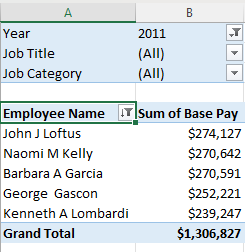 A B
Year 2011
Job Title (All)
Job Category (All)
Employee Name Sum of Base Pay
John J Loftus $274,127
Naomi M Kelly $270,642
Barbara A Garcia $270,591
George  Gascon $252,221
Kenneth A Lombardi $239,247
Grand Total $1,306,827